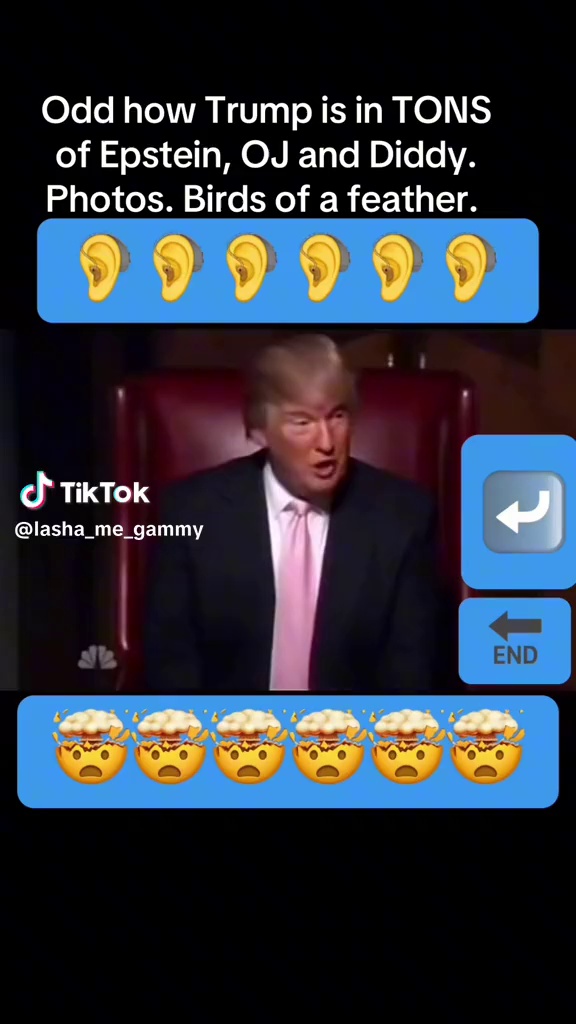 Odd how Trump is in TONS
of Epstein, OJ and Diddy.
Photos. Birds of a feather.
TikTok
@lasha_me_gammy
END